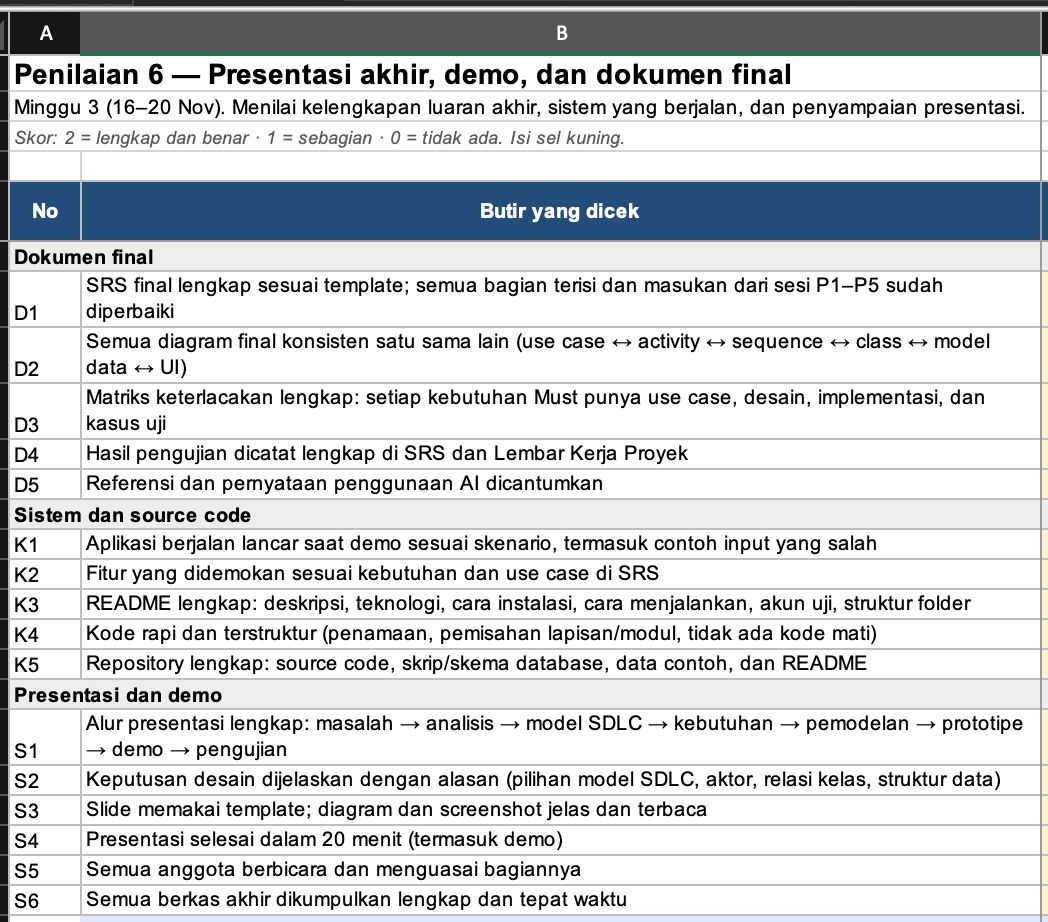 A B
Penilaian 6 — Presentasi akhir, demo, dan dokumen final
Minggu 3 (16–20 Nov). Menilai kelengkapan luaran akhir, sistem yang berjalan, dan penyampaian presentasi.
Skor: 2 = lengkap dan benar · 1 = sebagian · 0 = tidak ada. Isi sel kuning.
No Butir yang dicek
Dokumen final
D1 SRS final lengkap sesuai template; semua bagian terisi dan masukan dari sesi P1–P5 sudah
diperbaiki
D2 Semua diagram final konsisten satu sama lain (use case ↔ activity ↔ sequence ↔ class ↔ model
data ↔ UI)
D3 Matriks keterlacakan lengkap: setiap kebutuhan Must punya use case, desain, implementasi, dan
kasus uji
D4 Hasil pengujian dicatat lengkap di SRS dan Lembar Kerja Proyek
D5 Referensi dan pernyataan penggunaan AI dicantumkan
Sistem dan source code
K1 Aplikasi berjalan lancar saat demo sesuai skenario, termasuk contoh input yang salah
K2 Fitur yang didemokan sesuai kebutuhan dan use case di SRS
K3 README lengkap: deskripsi, teknologi, cara instalasi, cara menjalankan, akun uji, struktur folder
K4 Kode rapi dan terstruktur (penamaan, pemisahan lapisan/modul, tidak ada kode mati)
K5 Repository lengkap: source code, skrip/skema database, data contoh, dan README
Presentasi dan demo
S1 Alur presentasi lengkap: masalah → analisis → model SDLC → kebutuhan → pemodelan → prototipe
→ demo → pengujian
S2 Keputusan desain dijelaskan dengan alasan (pilihan model SDLC, aktor, relasi kelas, struktur data)
S3 Slide memakai template; diagram dan screenshot jelas dan terbaca
S4 Presentasi selesai dalam 20 menit (termasuk demo)
S5 Semua anggota berbicara dan menguasai bagiannya
S6 Semua berkas akhir dikumpulkan lengkap dan tepat waktu